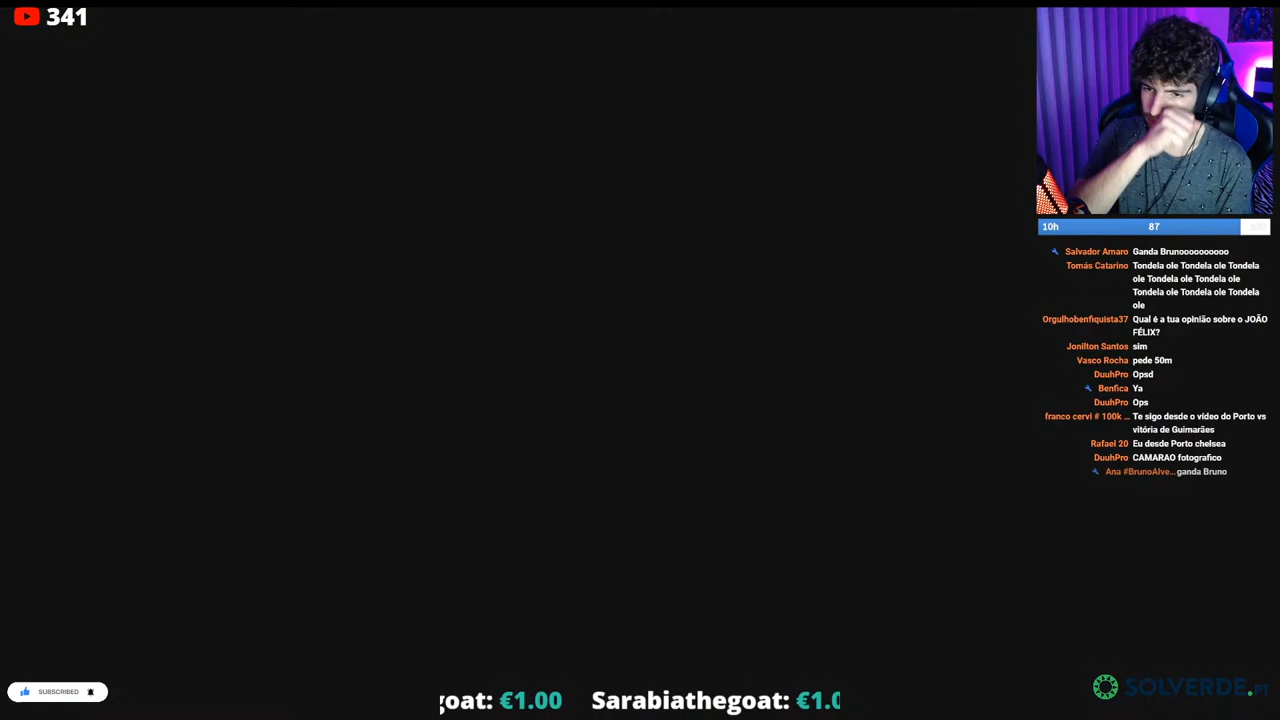 341
10h 87
Salvador Amaro Ganda Brunoooooooooo
Tomás Catarino Tondela ole Tondela ole Tondela
ole Tondela ole Tondela ole
Tondela ole Tondela ole Tondela
ole
Orgulhobenfiquista37 Qual é a tua opinião sobre o JOÃO
FÉLIX?
Jonilton Santos sim
Vasco Rocha pede 50m
DuuhPro Opsd
Benfica Ya
DuuhPro Ops
franco cervi # 100k ... Te sigo desde o vídeo do Porto vs
vitória de Guimarães
Rafael 20 Eu desde Porto chelsea
DuuhPro CAMARAO fotografico
Ana #BrunoAlve... ganda Bruno
SUBSCRIBED
goat: €1.00 Sarabiathegoat: €1.0
SOLVERDE.PT